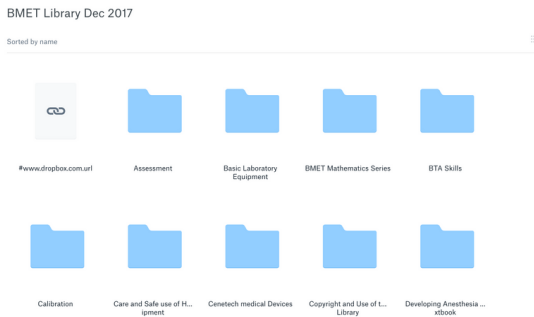 BMET Library Dec 2017
Sorted by name
#www.dropbox.com.url
Assessment
Basic Laboratory
Equipment
BMET Mathematics Series
BTA Skills
Calibration
Care and Safe use of H...
ipment
Cenetech medical Devices
Copyright and Use of t...
Library
Developing Anesthesia ...
xtbook